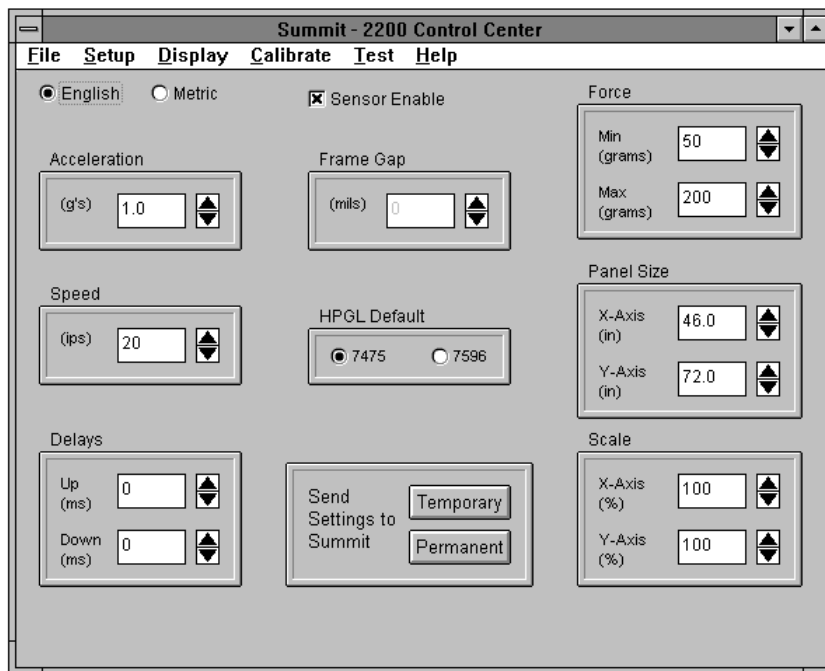 Summit - 2200 Control Center
File Setup Display Calibrate Test Help
English Metric
Sensor Enable
Acceleration
(g's) 1.0
Speed
(ips) 20
Delays
Up
(ms) 0
Down
(ms) 0
Frame Gap
(mils) 0
HPGL Default
7475 7596
Send
Settings to
Summit
Temporary
Permanent
Force
Min
(grams) 50
Max
(grams) 200
Panel Size
X-Axis
(in) 46.0
Y-Axis
(in) 72.0
Scale
X-Axis
(%) 100
Y-Axis
(%) 100